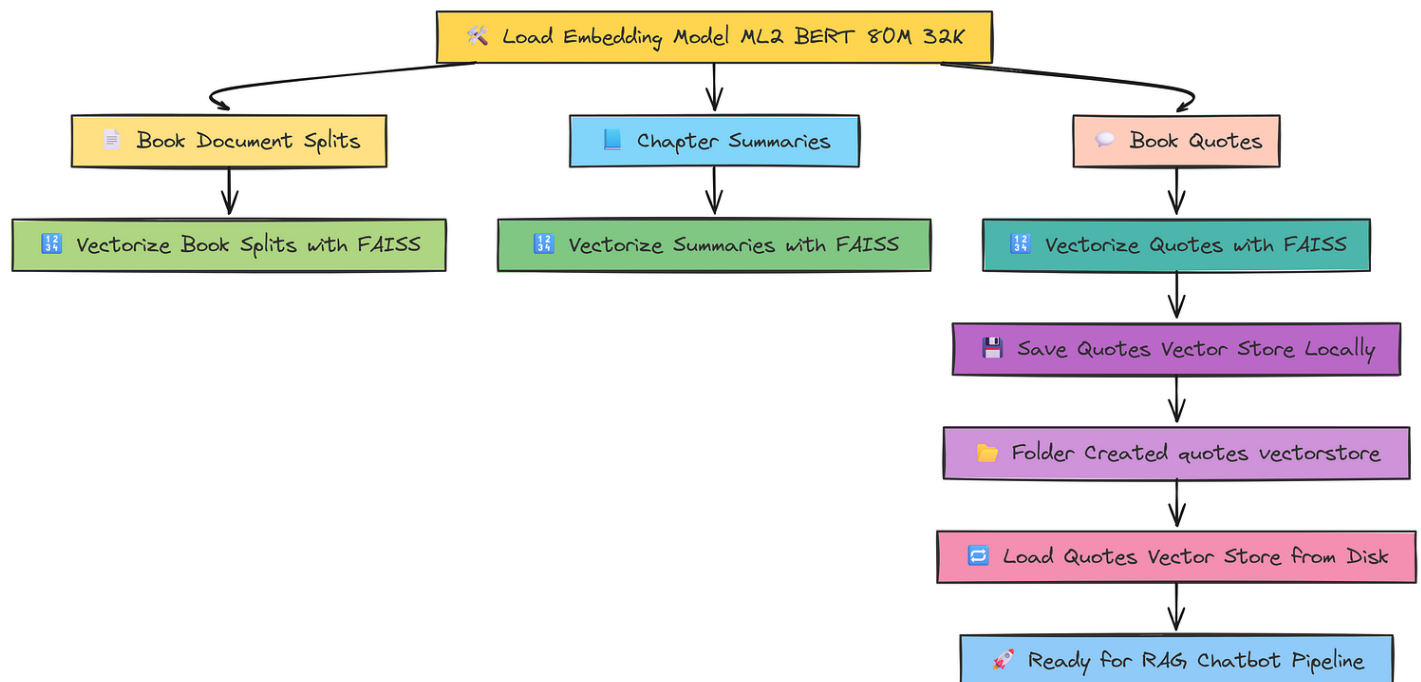 Load Embedding Model ML2 BERT 80M 32K
Book Document Splits
Chapter Summaries
Book Quotes
Vectorize Book Splits with FAISS
Vectorize Summaries with FAISS
Vectorize Quotes with FAISS
Save Quotes Vector Store Locally
Folder Created quotes vectorstore
Load Quotes Vector Store from Disk
Ready for RAG Chatbot Pipeline